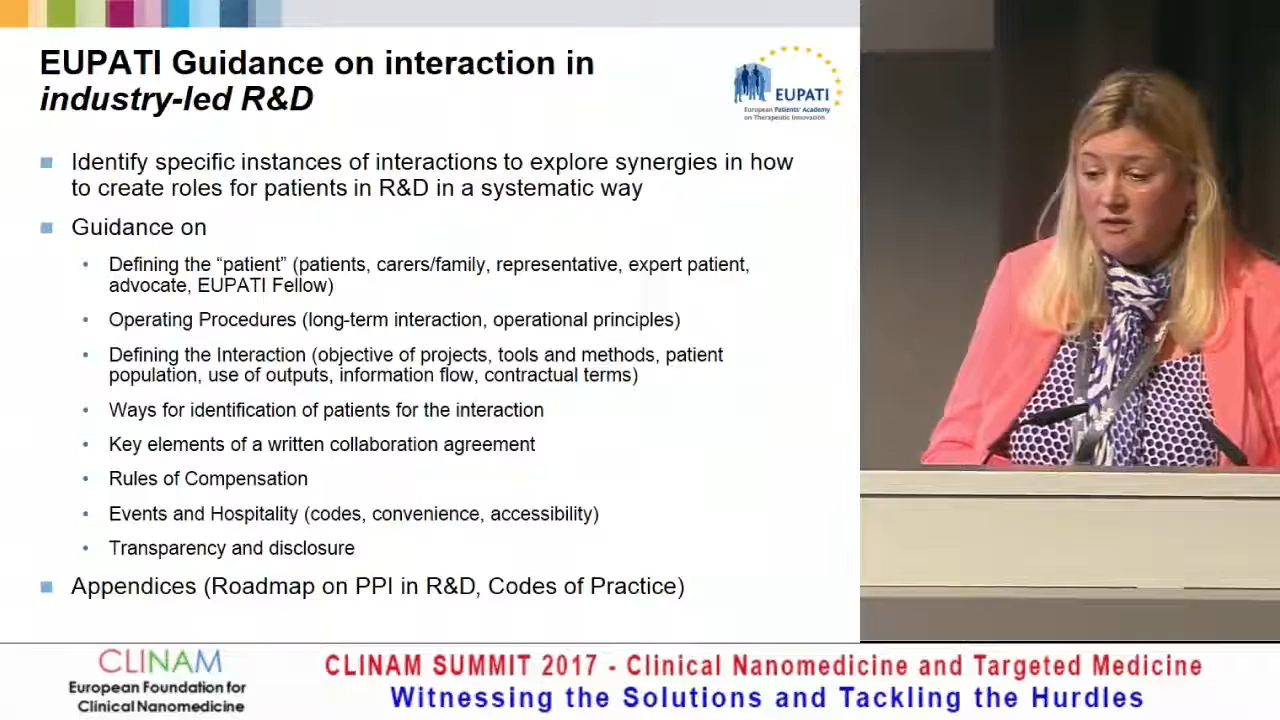 EUPATI Guidance on interaction in
industry-led R&D
EUPATI
European Patients' Academy
on Therapeutic Innovation
Identify specific instances of interactions to explore synergies in how
to create roles for patients in R&D in a systematic way
Guidance on
Defining the “patient” (patients, carers/family, representative, expert patient,
advocate, EUPATI Fellow)
Operating Procedures (long-term interaction, operational principles)
Defining the Interaction (objective of projects, tools and methods, patient
population, use of outputs, information flow, contractual terms)
Ways for identification of patients for the interaction
Key elements of a written collaboration agreement
Rules of Compensation
Events and Hospitality (codes, convenience, accessibility)
Transparency and disclosure
Appendices (Roadmap on PPI in R&D, Codes of Practice)
CLINAM
European Foundation for
Clinical Nanomedicine
CLINAM SUMMIT 2017 - Clinical Nanomedicine and Targeted Medicine
Witnessing the Solutions and Tackling the Hurdles